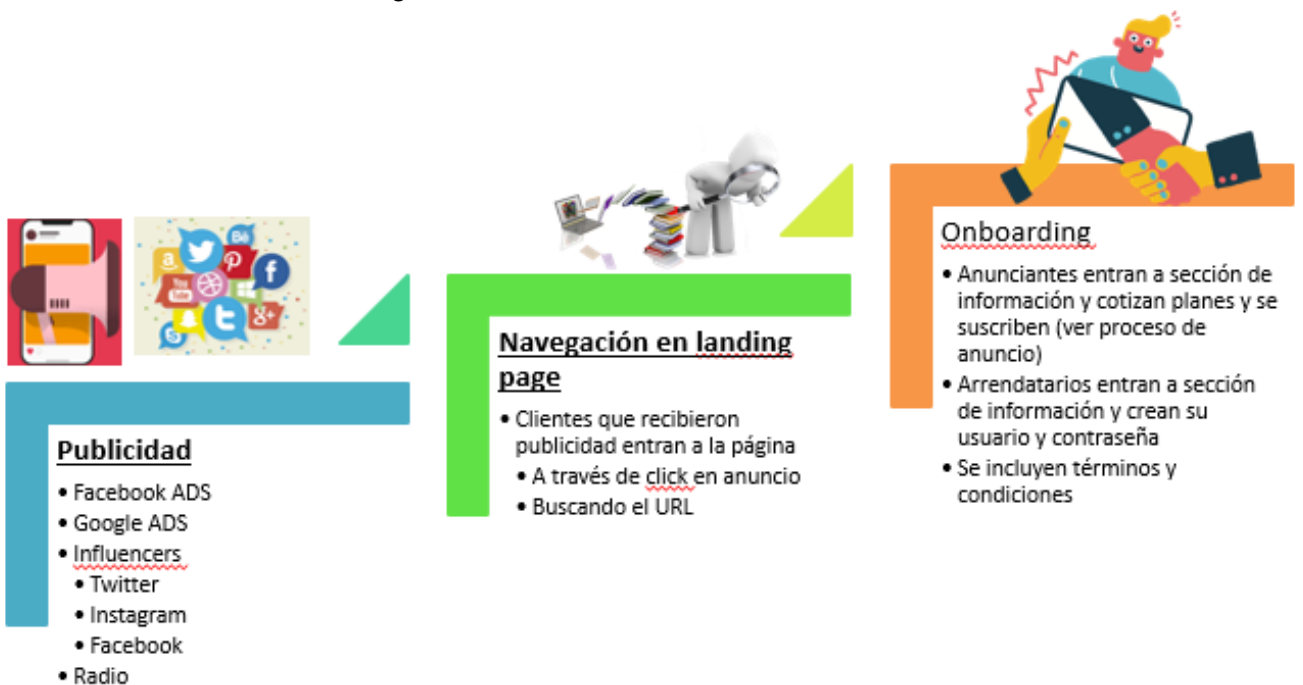 Publicidad
• Facebook ADS
• Google ADS
• Influencers
• Twitter
• Instagram
• Facebook
• Radio
Navegación en landing
page
• Clientes que recibieron
publicidad entran a la página
• A través de click en anuncio
• Buscando el URL
Onboarding
• Anunciantes entran a sección de
información y cotizan planes y se
suscriben (ver proceso de
anuncio)
• Arrendatarios entran a sección
de información y crean su
usuario y contraseña
• Se incluyen términos y
condiciones